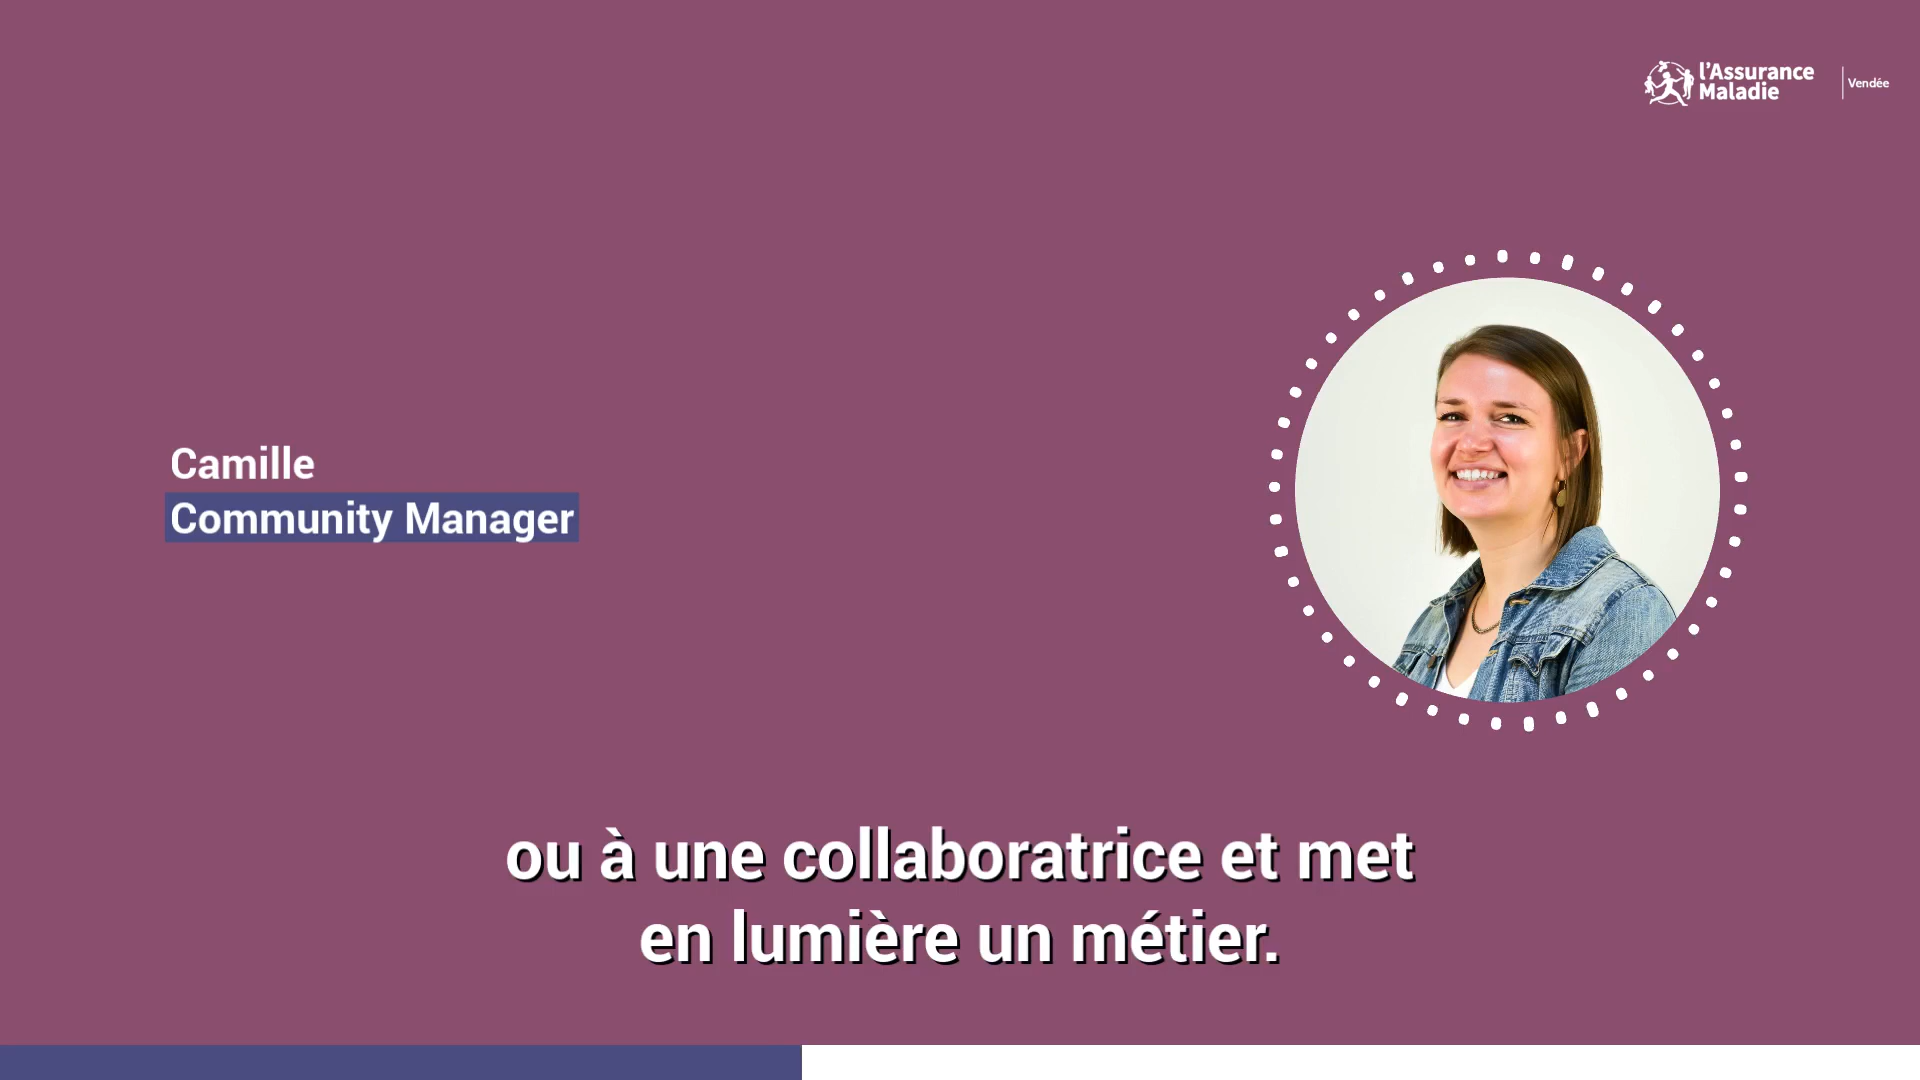 l'Assurance
Maladie
Vendée
Camille
Community Manager
ou à une collaboratrice et met
en lumière un métier.